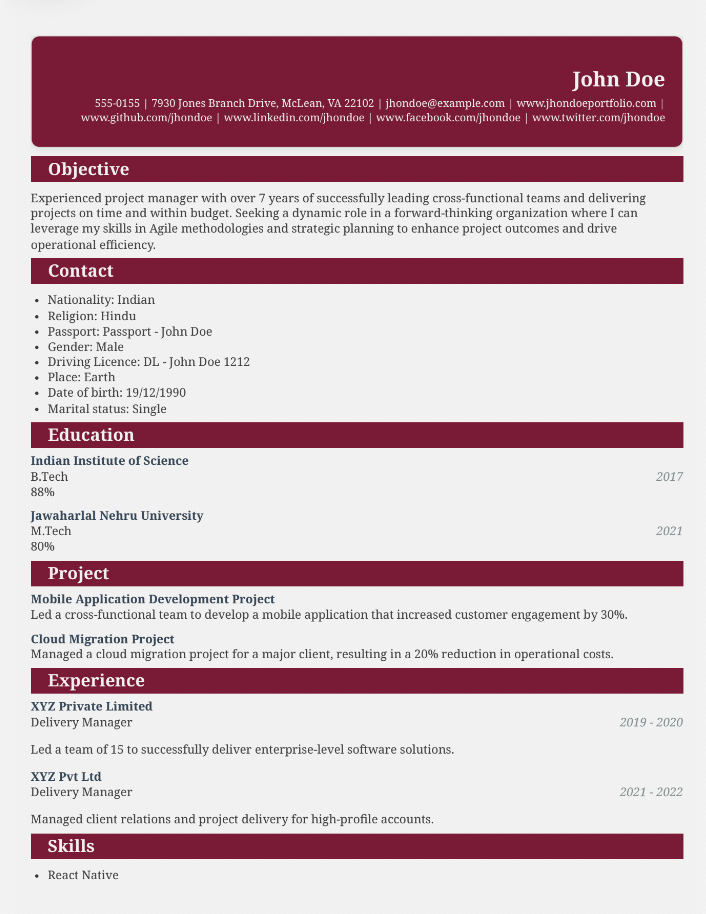 John Doe
555-0155 | 7930 Jones Branch Drive, McLean, VA 22102 | jhondoe@example.com | www.jhondoeportfolio.com |
www.github.com/jhondoe | www.linkedin.com/jhondoe | www.facebook.com/jhondoe | www.twitter.com/jhondoe
Objective
Experienced project manager with over 7 years of successfully leading cross-functional teams and delivering
projects on time and within budget. Seeking a dynamic role in a forward-thinking organization where I can
leverage my skills in Agile methodologies and strategic planning to enhance project outcomes and drive
operational efficiency.
Contact
• Nationality: Indian
• Religion: Hindu
• Passport: Passport - John Doe
• Gender: Male
• Driving Licence: DL - John Doe 1212
• Place: Earth
• Date of birth: 19/12/1990
• Marital status: Single
Education
Indian Institute of Science
B.Tech 2017
88%
Jawaharlal Nehru University
M.Tech 2021
80%
Project
Mobile Application Development Project
Led a cross-functional team to develop a mobile application that increased customer engagement by 30%.
Cloud Migration Project
Managed a cloud migration project for a major client, resulting in a 20% reduction in operational costs.
Experience
XYZ Private Limited
Delivery Manager 2019 - 2020
Led a team of 15 to successfully deliver enterprise-level software solutions.
XYZ Pvt Ltd
Delivery Manager 2021 - 2022
Managed client relations and project delivery for high-profile accounts.
Skills
• React Native